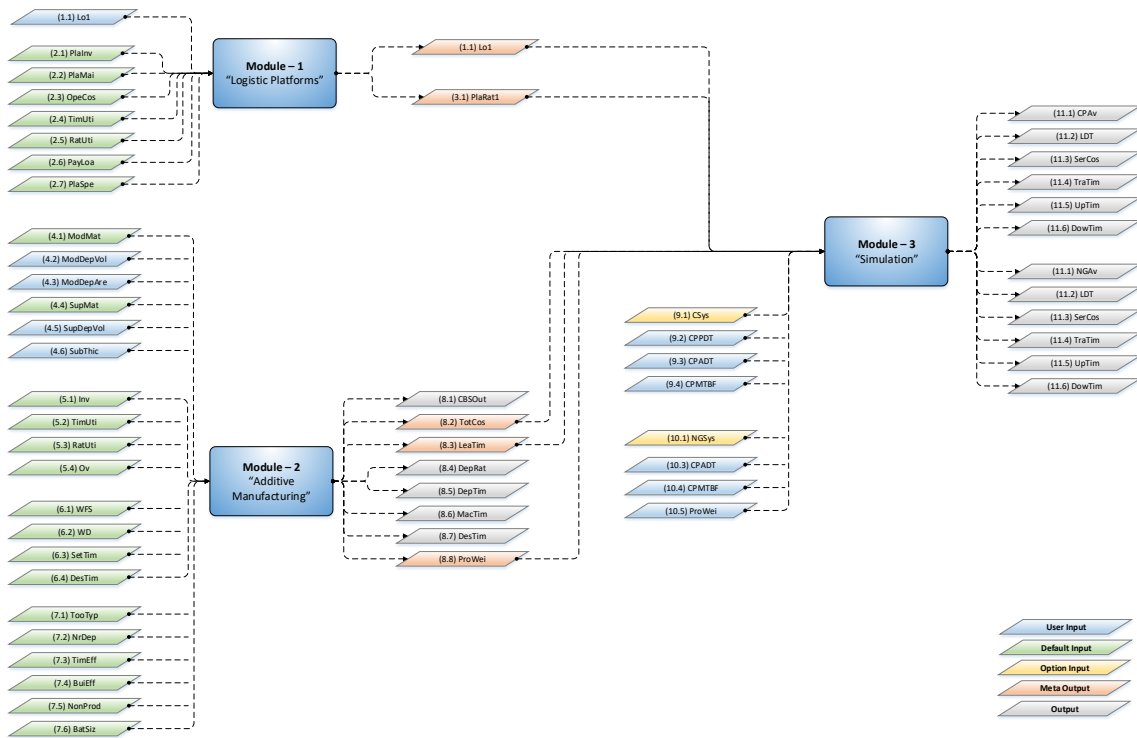 (1.1) Lo1
(2.1) PlaInv
(2.2) PlaMai
(2.3) OpeCos
(2.4) TimUti
(2.5) RatUti
(2.6) PayLoa
(2.7) PlaSpe
Module – 1
“Logistic Platforms”
(1.1) Lo1
(3.1) PlaRat1
(4.1) ModMat
(4.2) ModDepVol
(4.3) ModDepAre
(4.4) SupMat
(4.5) SupDepVol
(4.6) SubThic
(5.1) Inv
(5.2) TimUti
(5.3) RatUti
(5.4) Ov
(6.1) WFS
(6.2) WD
(6.3) SetTim
(6.4) DesTim
(7.1) TooTyp
(7.2) NrDep
(7.3) TimEff
(7.4) BuiEff
(7.5) NonProd
(7.6) BatSiz
Module – 2
“Additive
Manufacturing”
(8.1) CBSOut
(8.2) TotCos
(8.3) LeaTim
(8.4) DepRat
(8.5) DepTim
(8.6) MacTim
(8.7) DesTim
(8.8) ProWei
(9.1) CSys
(9.2) CPPDT
(9.3) CPADT
(9.4) CPMTBF
(10.1) NGSys
(10.3) CPADT
(10.4) CPMTBF
(10.5) ProWei
Module – 3
“Simulation”
(11.1) CPAv
(11.2) LDT
(11.3) SerCos
(11.4) TraTim
(11.5) UpTim
(11.6) DowTim
(11.1) NGAv
(11.2) LDT
(11.3) SerCos
(11.4) TraTim
(11.5) UpTim
(11.6) DowTim
User Input
Default Input
Option Input
Meta Output
Output